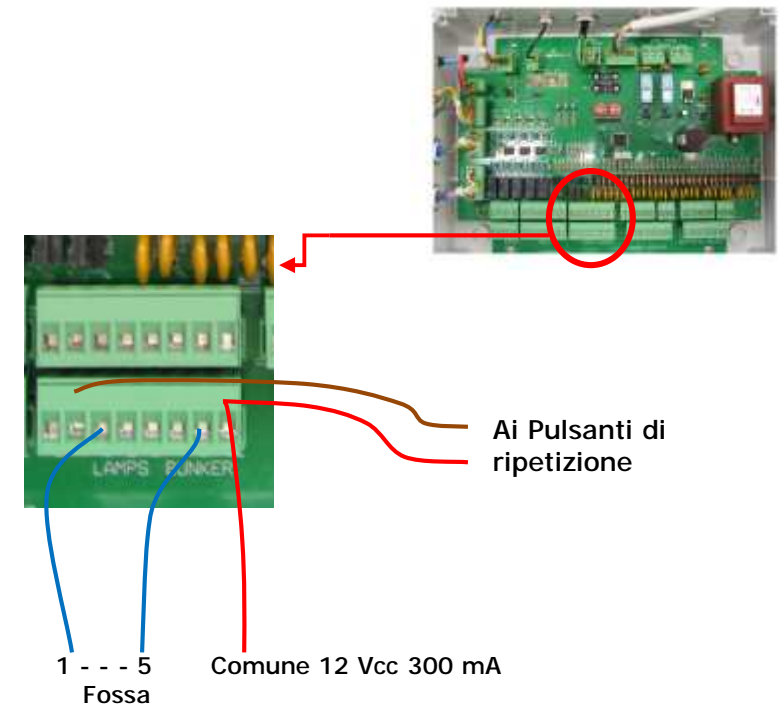 LAMPS BUNKER
Ai Pulsanti di
ripetizione
1 - - - 5
Fossa
Comune 12 Vcc 300 mA